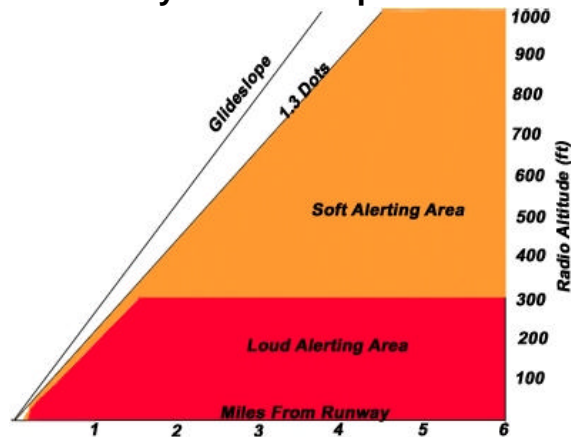 1000
900
800
700
600
500
400
300
200
100
Radio Altitude (ft)
Glideslope
1.3 Dots
Soft Alerting Area
Loud Alerting Area
Miles From Runway
1 2 3 4 5 6